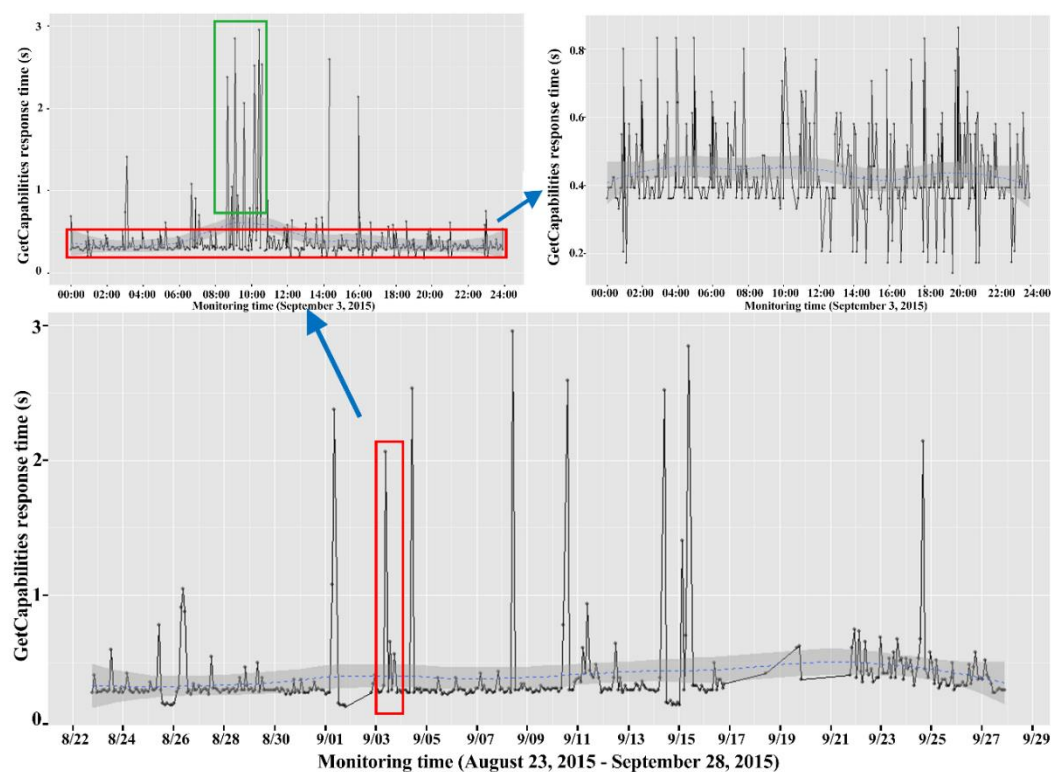 GetCapabilities response time (s)
3
2
1
0
00:00 02:00 04:00 06:00 08:00 10:00 12:00 14:00 16:00 18:00 20:00 22:00 24:00
Monitoring time (September 3, 2015)
GetCapabilities response time (s)
0.8
0.6
0.4
0.2
00:00 02:00 04:00 06:00 08:00 10:00 12:00 14:00 16:00 18:00 20:00 22:00 24:00
Monitoring time (September 3, 2015)
GetCapabilities response time (s)
3
2
1
0
8/22 8/24 8/26 8/28 8/30 9/01 9/03 9/05 9/07 9/09 9/11 9/13 9/15 9/17 9/19 9/21 9/23 9/25 9/27 9/29
Monitoring time (August 23, 2015 - September 28, 2015)